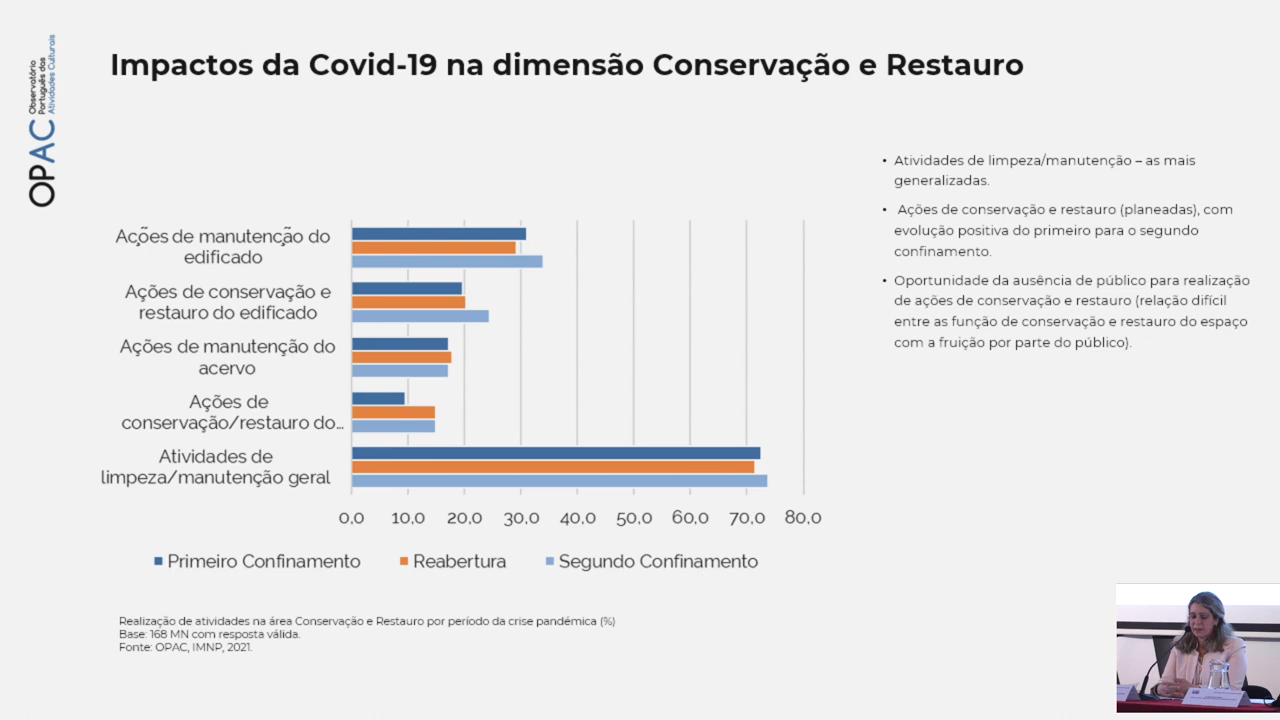 OPAC
Observatório
Português das
Atividades Culturais
Impactos da Covid-19 na dimensão Conservação e Restauro
Ações de manutenção do
edificado
Ações de conservação e
restauro do edificado
Ações de manutenção do
acervo
Ações de
conservação/restauro do...
Atividades de
limpeza/manutenção geral
0.0 10.0 20.0 30.0 40.0 50.0 60.0 70.0 80.0
Primeiro Confinamento Reabertura Segundo Confinamento
Realização de atividades na área Conservação e Restauro por período da crise pandémica (%)
Base: 168 MN com resposta válida.
Fonte: OPAC, IMNP, 2021.
• Atividades de limpeza/manutenção – as mais
generalizadas.
• Ações de conservação e restauro (planeadas), com
evolução positiva do primeiro para o segundo
confinamento.
• Oportunidade da ausência de público para realização
de ações de conservação e restauro (relação difícil
entre as função de conservação e restauro do espaço
com a fruição por parte do público).